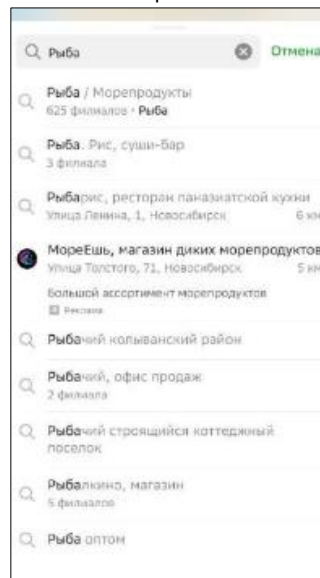 Рыба
Отмена
Рыба / Морепродукты
625 филиалов • Рыба
Рыба. Рис, суши-бар
3 филиала
Рыбарис, ресторан паназиатской кухни
Улица Ленина, 1, Новосибирск 6 км
МореЕшь, магазин диких морепродуктов
Улица Толстого, 71, Новосибирск 5 км
Большой ассортимент морепродуктов
Реклама
Рыбачий колыванский район
Рыбачий, офис продаж
2 филиала
Рыбачий строящийся коттеджный
поселок
Рыбалкино, магазин
5 филиалов
Рыба оптом